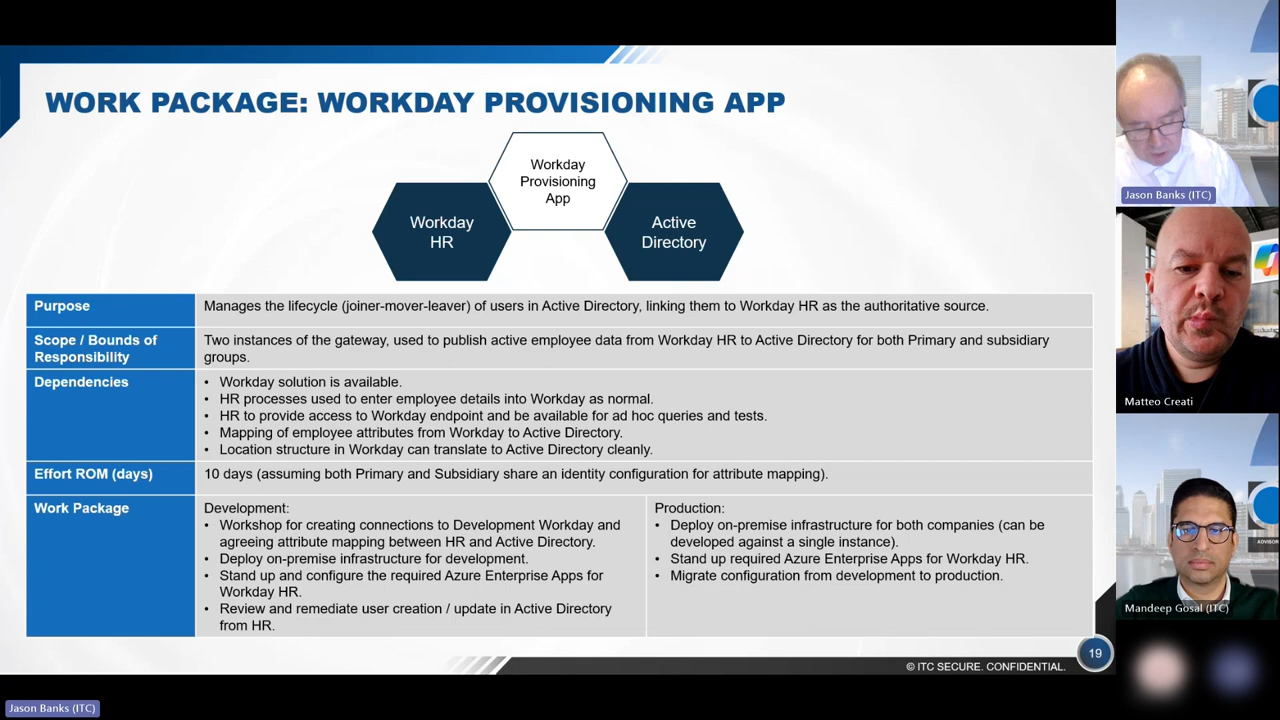 WORK PACKAGE: WORKDAY PROVISIONING APP
Workday
Provisioning
App
Workday
HR
Active
Directory
Purpose
Manages the lifecycle (joiner-mover-leaver) of users in Active Directory, linking them to Workday HR as the authoritative source.
Scope / Bounds of
Responsibility
Two instances of the gateway, used to publish active employee data from Workday HR to Active Directory for both Primary and subsidiary
groups.
Dependencies
• Workday solution is available.
• HR processes used to enter employee details into Workday as normal.
• HR to provide access to Workday endpoint and be available for ad hoc queries and tests.
• Mapping of employee attributes from Workday to Active Directory.
• Location structure in Workday can translate to Active Directory cleanly.
Effort ROM (days)
10 days (assuming both Primary and Subsidiary share an identity configuration for attribute mapping).
Work Package
Development:
• Workshop for creating connections to Development Workday and
agreeing attribute mapping between HR and Active Directory.
• Deploy on-premise infrastructure for development.
• Stand up and configure the required Azure Enterprise Apps for
Workday HR.
• Review and remediate user creation / update in Active Directory
from HR.
Production:
• Deploy on-premise infrastructure for both companies (can be
developed against a single instance).
• Stand up required Azure Enterprise Apps for Workday HR.
• Migrate configuration from development to production.
19
© ITC SECURE. CONFIDENTIAL.
Jason Banks (ITC)
Jason Banks (ITC)
Matteo Creati
Mandeep Gosal (ITC)